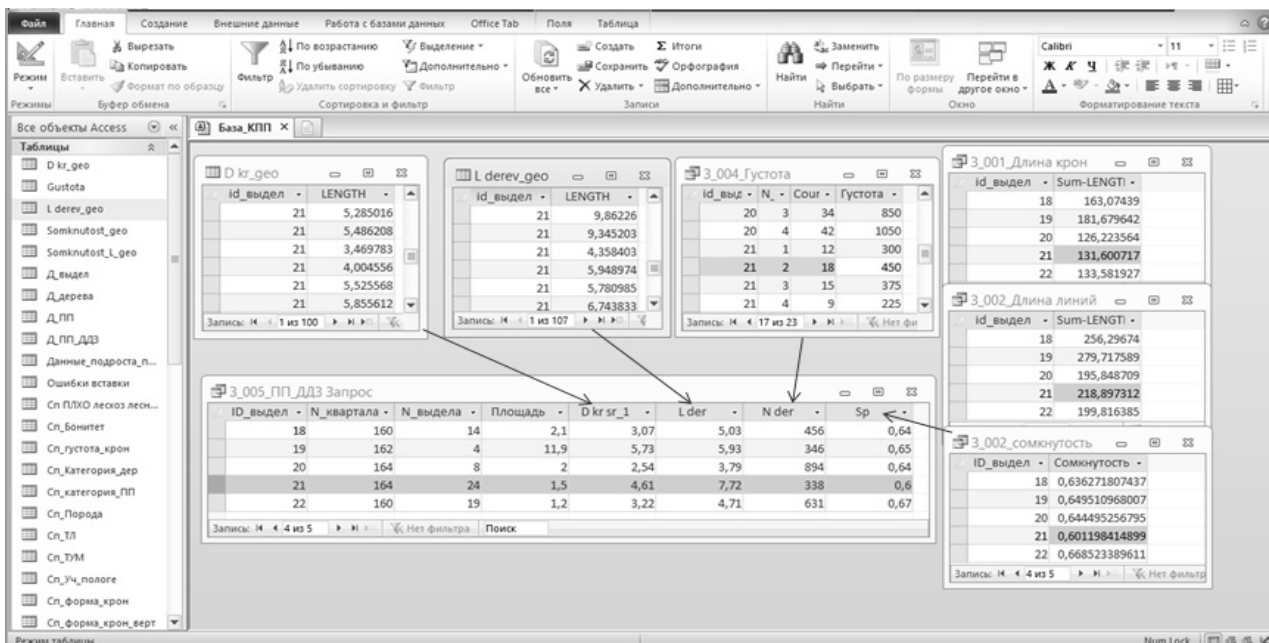 Файл Главная Создание Внешние данные Работа с базами данных Office Tab Поля Таблица
Режим
Режимы
Вставить
Вырезать
Копировать
Формат по образцу
Буфер обмена
Фильтр
По возрастанию
По убыванию
Удалить сортировку
Выделение
Дополнительно
Фильтр
Сортировка и фильтр
Обновить все
Создать
Сохранить
Удалить
Итоги
Орфография
Дополнительно
Записи
Найти
Заменить
Перейти
Выбрать
Найти
По размеру формы
Перейти в другое окно
Окно
Calibri 11
Ж К Ч
Форматирование текста
Все объекты Access
Таблицы
D kr_geo
Gustota
L derev_geo
Somknutost_geo
Somknutost_L_geo
Д_выдел
Д_дерева
Д_ПП
Д_ПП_ДДЗ
Данные_подроста_п...
Ошибки вставки
Сп ПЛХО лесхоз лесн...
Сп_Бонитет
Сп_густота_крон
Сп_Категория_дер
Сп_категория_ПП
Сп_Порода
Сп_ТЛ
Сп_ТУМ
Сп_Уч_пологе
Сп_форма_крон
Сп_форма_крон_верт
База_КПП
D kr_geo
id_выдел LENGTH
21 5,285016
21 5,486208
21 3,469783
21 4,004556
21 5,525568
21 5,855612
Запись: 1 из 100
L derev_geo
id_выдел LENGTH
21 9,86226
21 9,345203
21 4,358403
21 5,948974
21 5,780985
21 6,743833
Запись: 1 из 107
З_004_Густота
id_выд N_ Cour Густота
20 3 34 850
20 4 42 1050
21 1 12 300
21 2 18 450
21 3 15 375
21 4 9 225
Запись: 17 из 23 Нет фи
З_001_Длина крон
id_выдел Sum-LENGTI
18 163,07439
19 181,679642
20 126,223564
21 131,600717
22 133,581927
З_002_Длина линий
id_выдел Sum-LENGTI
18 256,29674
19 279,717589
20 195,848709
21 218,897312
22 199,816385
З_002_сомкнутость
ID_выдел Сомкнутость
18 0,636271807437
19 0,649510968007
20 0,644495256795
21 0,601198414899
22 0,668523389611
Запись: 4 из 5 Нет фильтр
З_005_ПП_ДДЗ Запрос
ID_выдел N_квартала N_выдела Площадь D kr sr_1 L der N der Sp
18 160 14 2,1 3,07 5,03 456 0,64
19 162 4 11,9 5,73 5,93 346 0,65
20 164 8 2 2,54 3,79 894 0,64
21 164 24 1,5 4,61 7,72 338 0,6
22 160 19 1,2 3,22 4,71 631 0,67
Запись: 4 из 5 Нет фильтра Поиск
Режим таблицы Num Lock